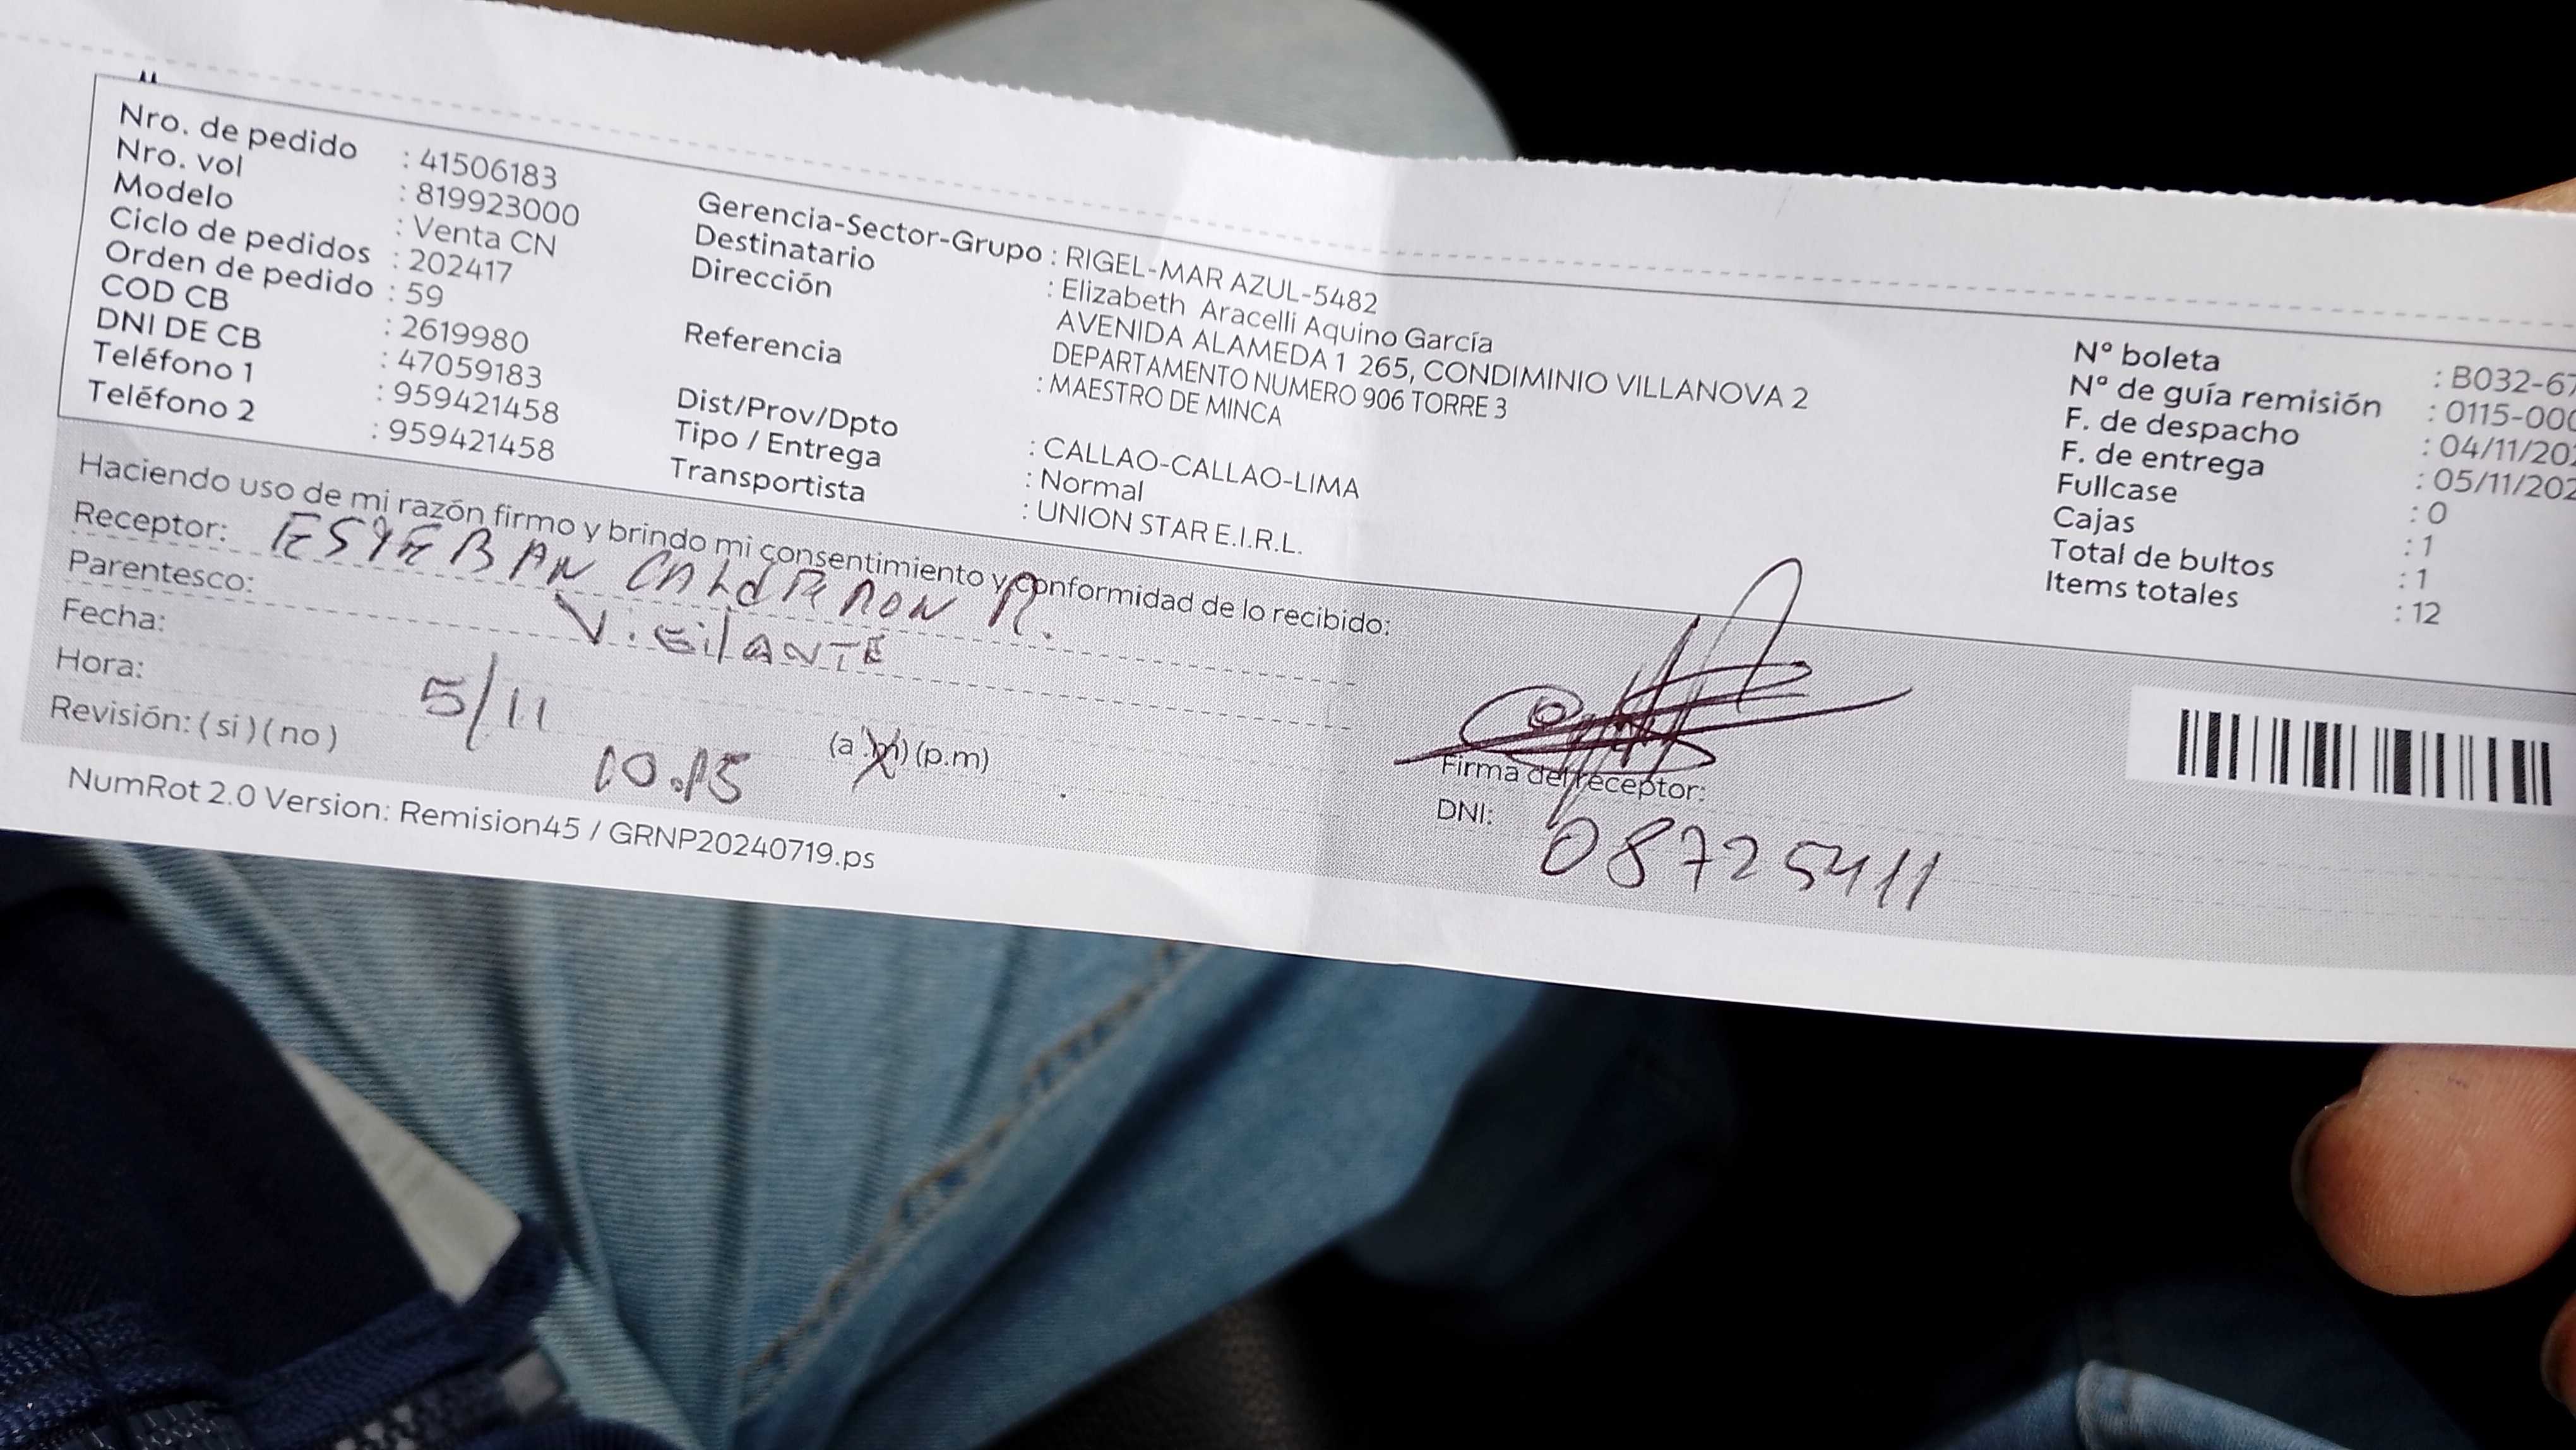 Nro. de pedido : 41506183
Nro. vol : 819923000
Modelo : Venta CN
Ciclo de pedidos : 202417
Orden de pedido : 59
COD CB : 2619980
DNI DE CB : 47059183
Teléfono 1 : 959421458
Teléfono 2 : 959421458
Gerencia-Sector-Grupo : RIGEL-MAR AZUL-5482
Destinatario : Elizabeth Aracelli Aquino García
Dirección AVENIDA ALAMEDA 1 265, CONDIMINIO VILLANOVA 2
DEPARTAMENTO NUMERO 906 TORRE 3
Referencia : MAESTRO DE MINCA
Dist/Prov/Dpto : CALLAO-CALLAO-LIMA
Tipo / Entrega : Normal
Transportista : UNION STAR E.I.R.L.
N° boleta : B032-67
N° de guía remisión : 0115-000
F. de despacho : 04/11/202
F. de entrega : 05/11/202
Fullcase : 0
Cajas : 1
Total de bultos : 1
Items totales : 12
Haciendo uso de mi razón firmo y brindo mi consentimiento y conformidad de lo recibido:
Receptor: ESTEBAN CALDERON R.
Parentesco: ViGilANTE
Fecha: 5/11
Hora: 10.15 (a.m) (p.m)
Revisión: ( si ) ( no )
Firma del receptor:
DNI: 08725411
NumRot 2.0 Version: Remision45 / GRNP20240719.ps